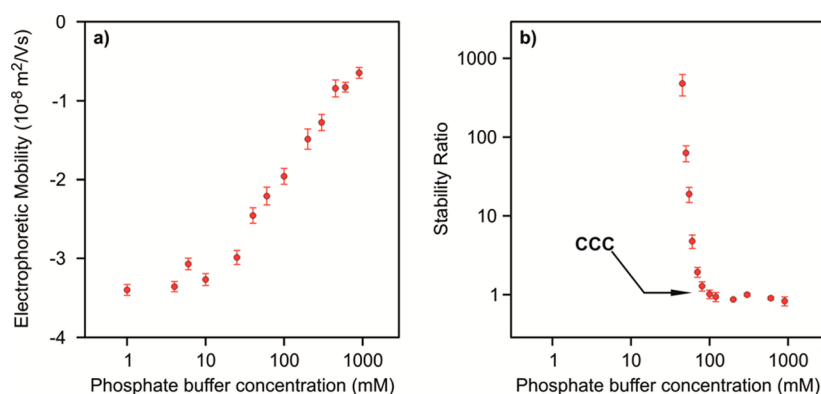 a)
0
-1
-2
-3
-4
Electrophoretic Mobility (10⁻⁸ m²/Vs)
1
10
100
1000
Phosphate buffer concentration (mM)
b)
1000
100
10
1
Stability Ratio
CCC
1
10
100
1000
Phosphate buffer concentration (mM)